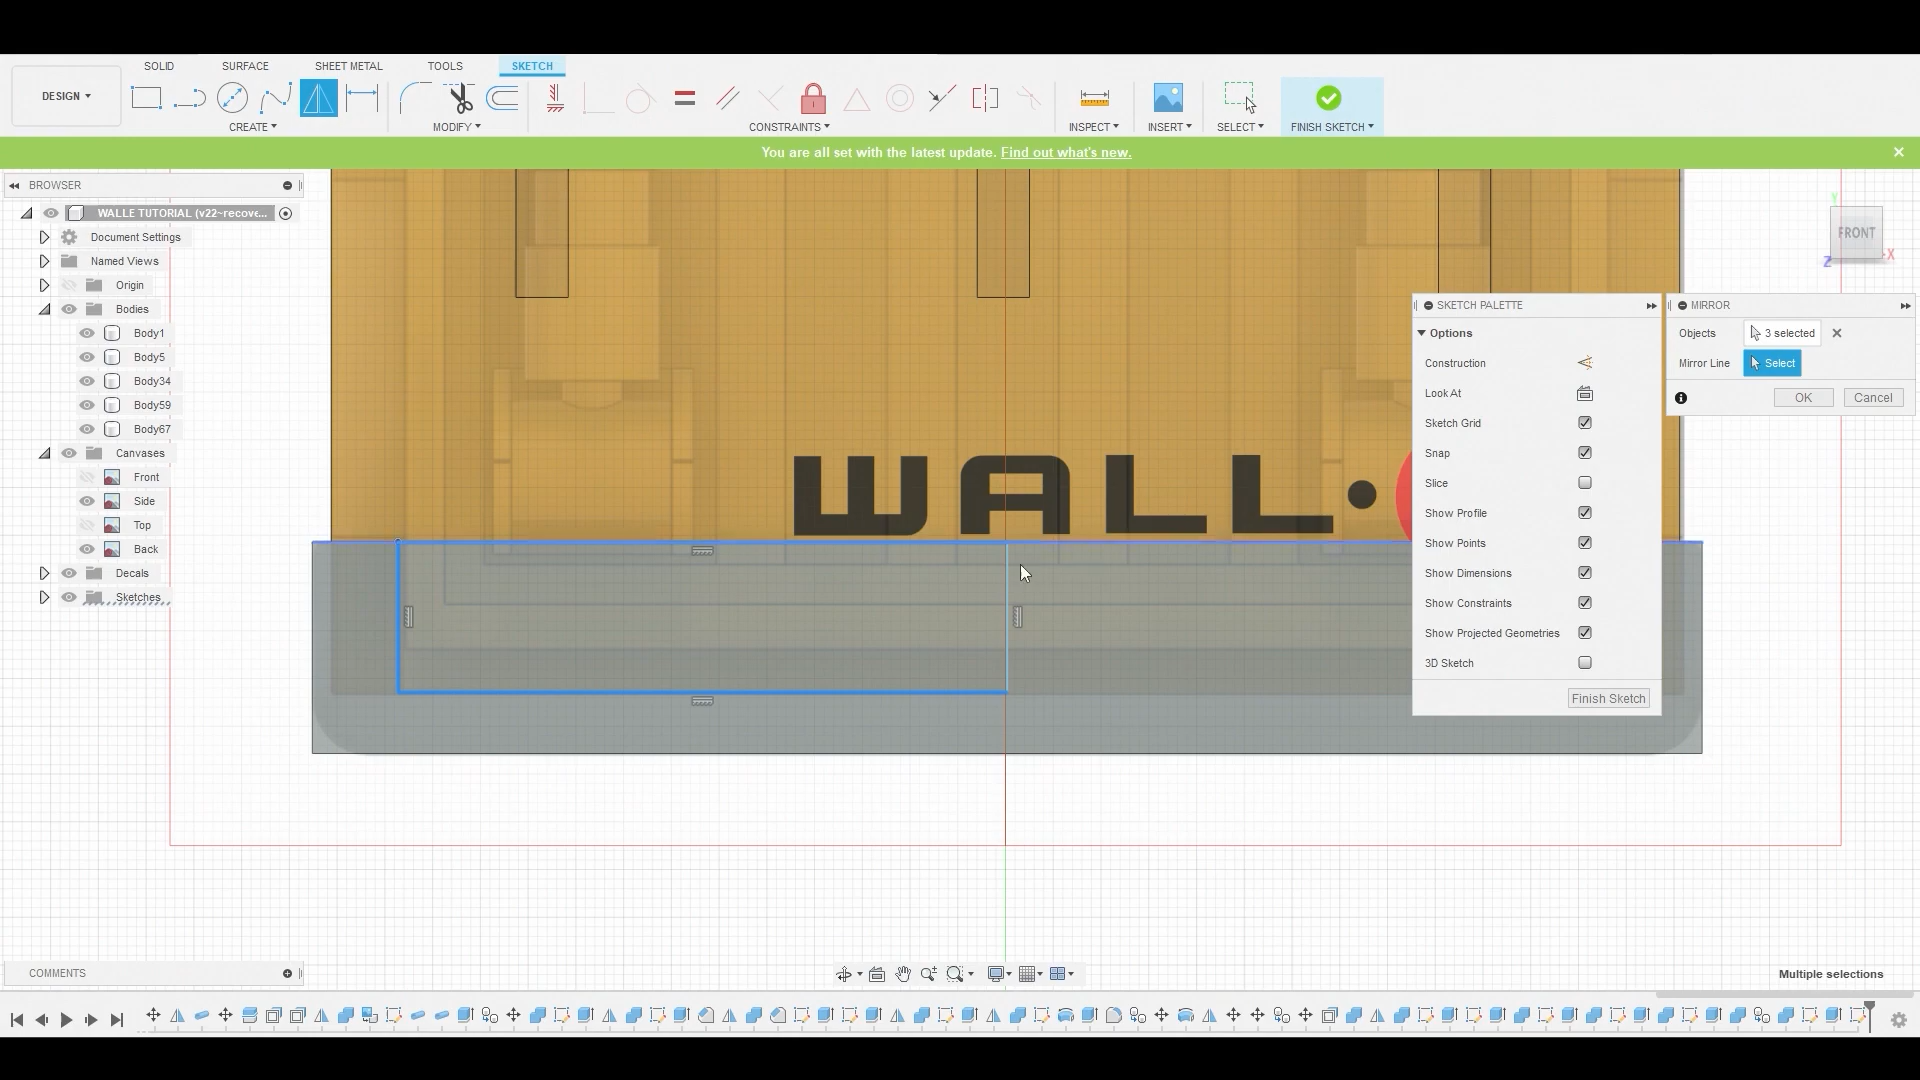 SOLID SURFACE SHEET METAL TOOLS SKETCH
DESIGN
CREATE MODIFY CONSTRAINTS INSPECT INSERT SELECT FINISH SKETCH
You are all set with the latest update. Find out what's new.
BROWSER
WALLE TUTORIAL (v22~recove...
Document Settings
Named Views
Origin
Bodies
Body1
Body5
Body34
Body59
Body67
Canvases
Front
Side
Top
Back
Decals
Sketches
FRONT
Y
Z
X
SKETCH PALETTE
Options
Construction
Look At
Sketch Grid
Snap
Slice
Show Profile
Show Points
Show Dimensions
Show Constraints
Show Projected Geometries
3D Sketch
Finish Sketch
MIRROR
Objects 3 selected
Mirror Line Select
OK Cancel
WALL•
COMMENTS
Multiple selections